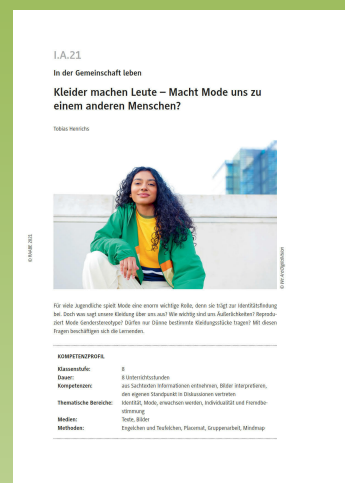 I.A.21
In der Gemeinschaft leben
Kleider machen Leute – Macht Mode uns zu
einem anderen Menschen?
Tobias Henrichs
© RAABE 2021
Für viele Jugendliche spielt Mode eine enorm wichtige Rolle, denn sie trägt zur Identitätsfindung
bei. Doch was sagt unsere Kleidung über uns aus? Wie wichtig sind uns Äußerlichkeiten? Reprodu-
ziert Mode Genderstereotype? Dürfen nur Dünne bestimmte Kleidungsstücke tragen? Mit diesen
Fragen beschäftigen sich die Lernenden.
KOMPETENZPROFIL
Klassenstufe: 8
Dauer: 8 Unterrichtsstunden
Kompetenzen: aus Sachtexten Informationen entnehmen, Bilder interpretieren,
den eigenen Standpunkt in Diskussionen vertreten
Thematische Bereiche: Identität, Mode, erwachsen werden, Individualität und Fremdbe-
stimmung
Medien: Texte, Bilder
Methoden: Engelchen und Teufelchen, Placemat, Gruppenarbeit, Mindmap